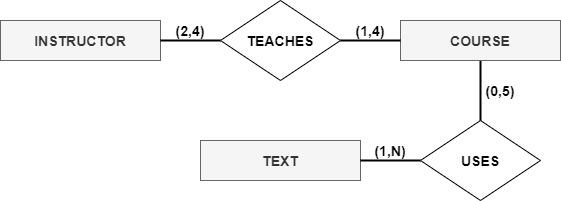 INSTRUCTOR
(2,4)
TEACHES
(1,4)
COURSE
(0,5)
TEXT
(1,N)
USES